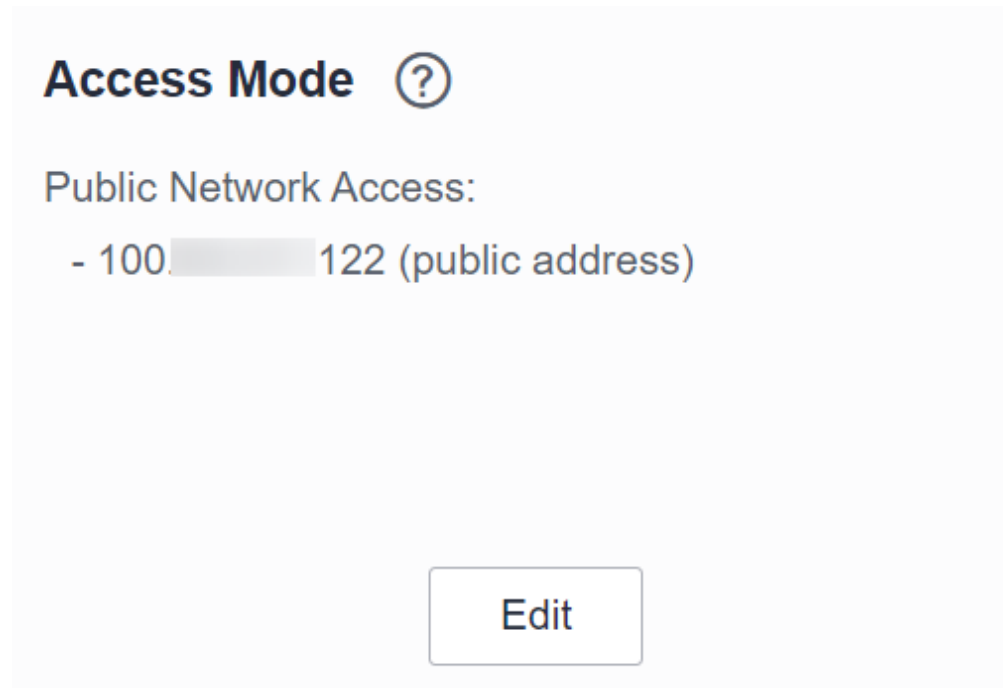 Access Mode ?
Public Network Access:
- 100. 122 (public address)
Edit